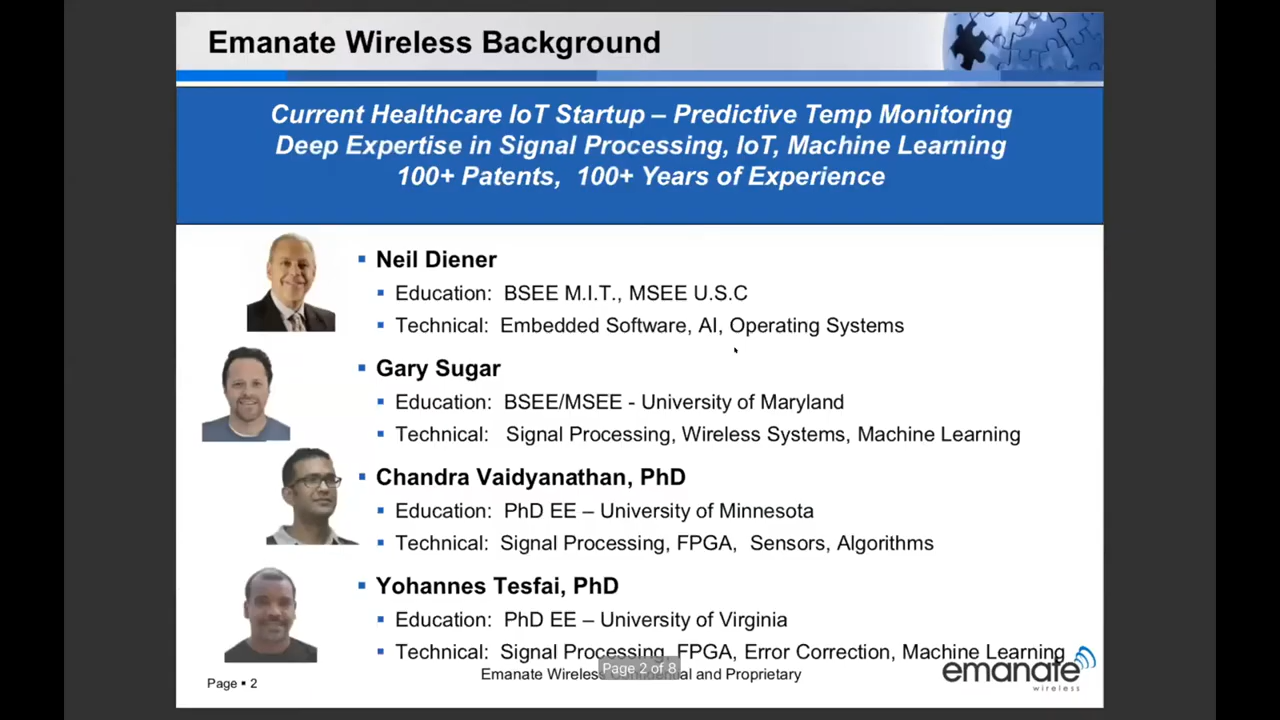 Emanate Wireless Background
Current Healthcare IoT Startup – Predictive Temp Monitoring
Deep Expertise in Signal Processing, IoT, Machine Learning
100+ Patents, 100+ Years of Experience
▪ Neil Diener
▪ Education: BSEE M.I.T., MSEE U.S.C
▪ Technical: Embedded Software, AI, Operating Systems
▪ Gary Sugar
▪ Education: BSEE/MSEE - University of Maryland
▪ Technical: Signal Processing, Wireless Systems, Machine Learning
▪ Chandra Vaidyanathan, PhD
▪ Education: PhD EE – University of Minnesota
▪ Technical: Signal Processing, FPGA, Sensors, Algorithms
▪ Yohannes Tesfai, PhD
▪ Education: PhD EE – University of Virginia
▪ Technical: Signal Processing, FPGA, Error Correction, Machine Learning
Page 2 of 8
Emanate Wireless Confidential and Proprietary
Page ▪ 2
emanate
wireless